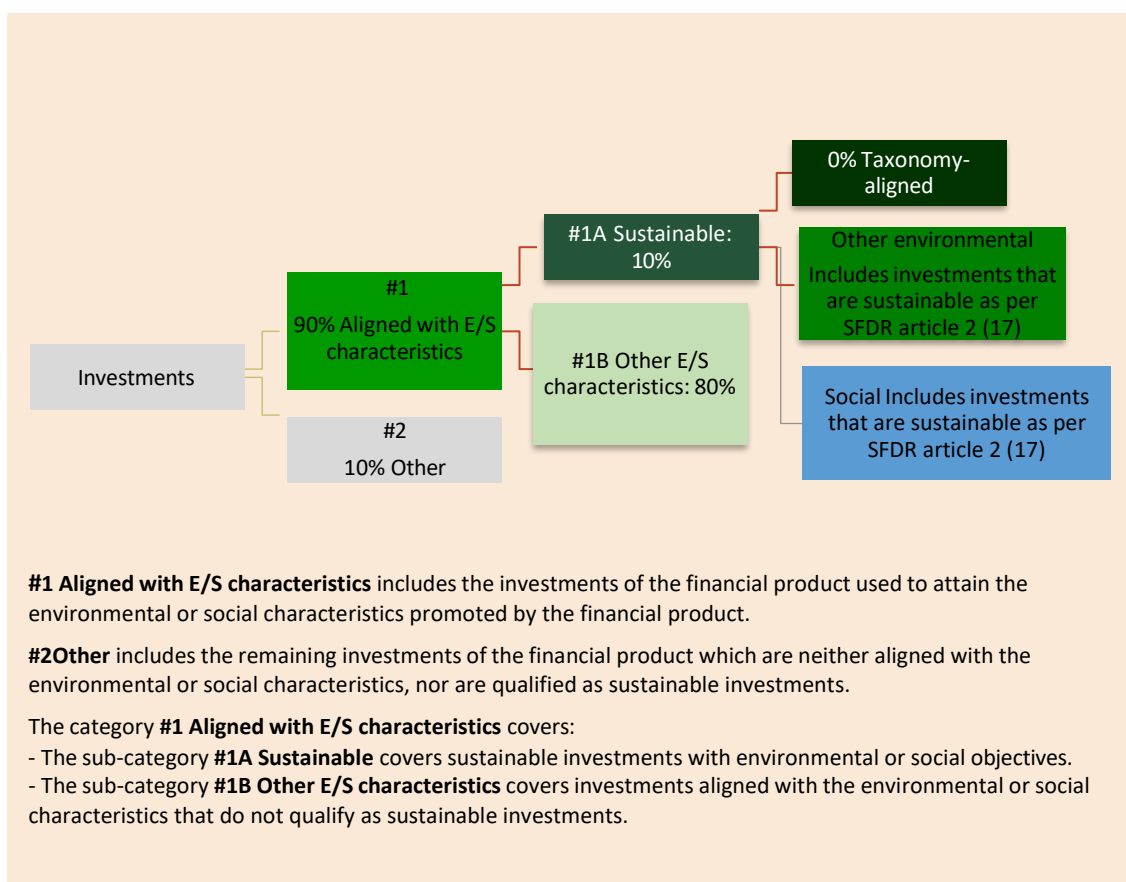 Investments
#1
90% Aligned with E/S
characteristics
#2
10% Other
#1A Sustainable:
10%
#1B Other E/S
characteristics: 80%
0% Taxonomy-
aligned
Other environmental
Includes investments that
are sustainable as per
SFDR article 2 (17)
Social Includes investments
that are sustainable as per
SFDR article 2 (17)
#1 Aligned with E/S characteristics includes the investments of the financial product used to attain the
environmental or social characteristics promoted by the financial product.
#2Other includes the remaining investments of the financial product which are neither aligned with the
environmental or social characteristics, nor are qualified as sustainable investments.
The category #1 Aligned with E/S characteristics covers:
- The sub-category #1A Sustainable covers sustainable investments with environmental or social objectives.
- The sub-category #1B Other E/S characteristics covers investments aligned with the environmental or social
characteristics that do not qualify as sustainable investments.